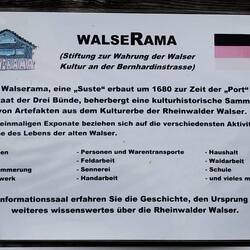 WALSERAMA
(Stiftung zur Wahrung der Walser
Kultur an der Bernhardinstrasse)
Walserama, eine „Suste“ erbaut um 1680 zur Zeit der „Port
aat der Drei Bünde, beherbergt eine kulturhistorische Samm
von Artefakten aus dem Kulturerbe der Rheinwalder Walser.
einmaligen Exponate beziehen sich auf die verschiedensten Aktivi
he des Lebens der alten Walser.
- Personen und Warentransporte - Haushalt
- Feldarbeit - Waldarbeit
mmerung - Sennerei - Schule
werk - Handarbeit - und vieles m
nformationssaal erfahren Sie die Geschichte, den Ursprung
weiteres wissenswertes über die Rheinwalder Walser.